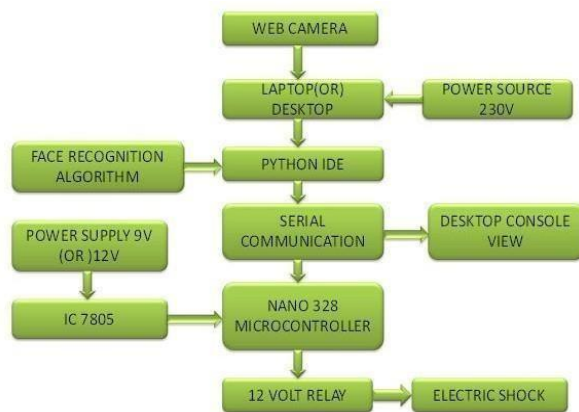 WEB CAMERA
LAPTOP(OR)
DESKTOP
POWER SOURCE
230V
FACE RECOGNITION
ALGORITHM
PYTHON IDE
POWER SUPPLY 9V
(OR )12V
SERIAL
COMMUNICATION
DESKTOP CONSOLE
VIEW
IC 7805
NANO 328
MICROCONTROLLER
12 VOLT RELAY
ELECTRIC SHOCK